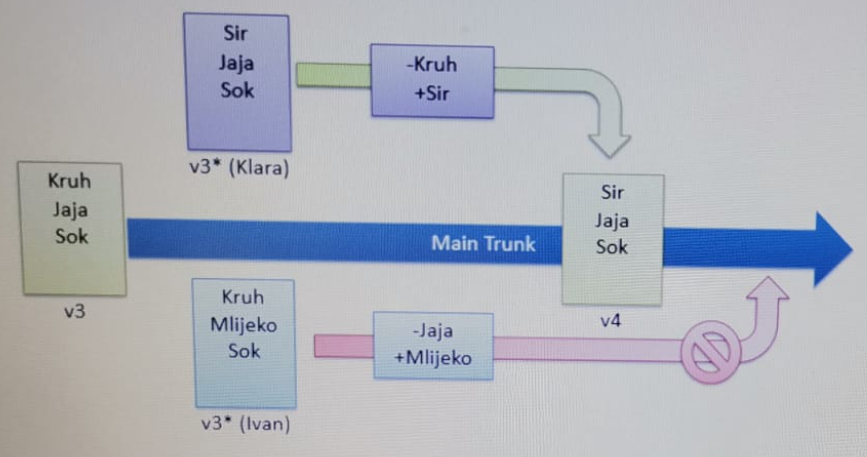 Sir
Jaja
Sok
v3* (Klara)
-Kruh
+Sir
Kruh
Jaja
Sok
v3
Main Trunk
Sir
Jaja
Sok
v4
Kruh
Mlijeko
Sok
v3* (Ivan)
-Jaja
+Mlijeko